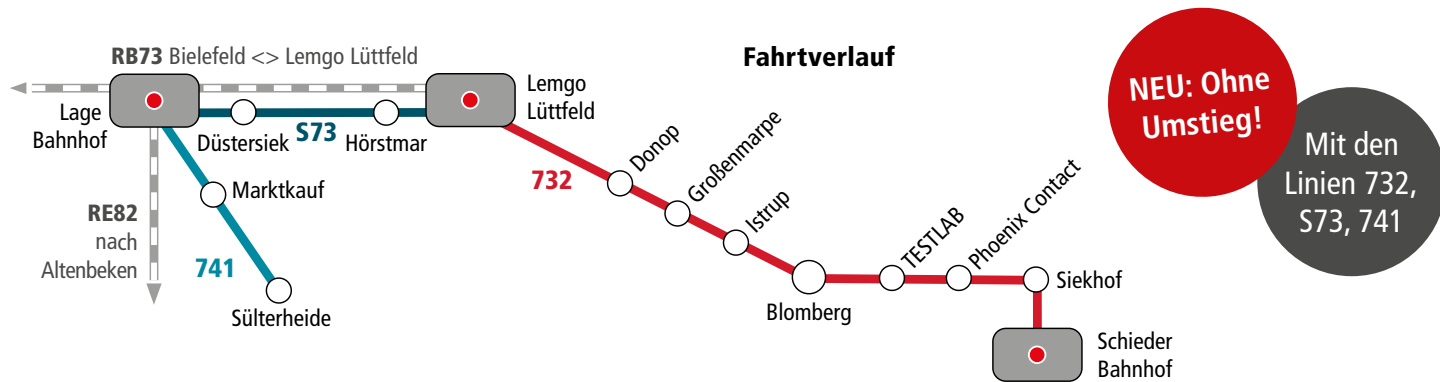 RB73 Bielefeld <> Lemgo Lüttfeld
Fahrtverlauf
NEU: Ohne
Umstieg!
Mit den
Linien 732,
S73, 741
Lage
Bahnhof
Düstersiek
S73
Hörstmar
Lemgo
Lüttfeld
RE82
nach
Altenbeken
Marktkauf
741
Sülterheide
732
Donop
Großenmarpe
Istrup
Blomberg
TESTLAB
Phoenix Contact
Siekhof
Schieder
Bahnhof